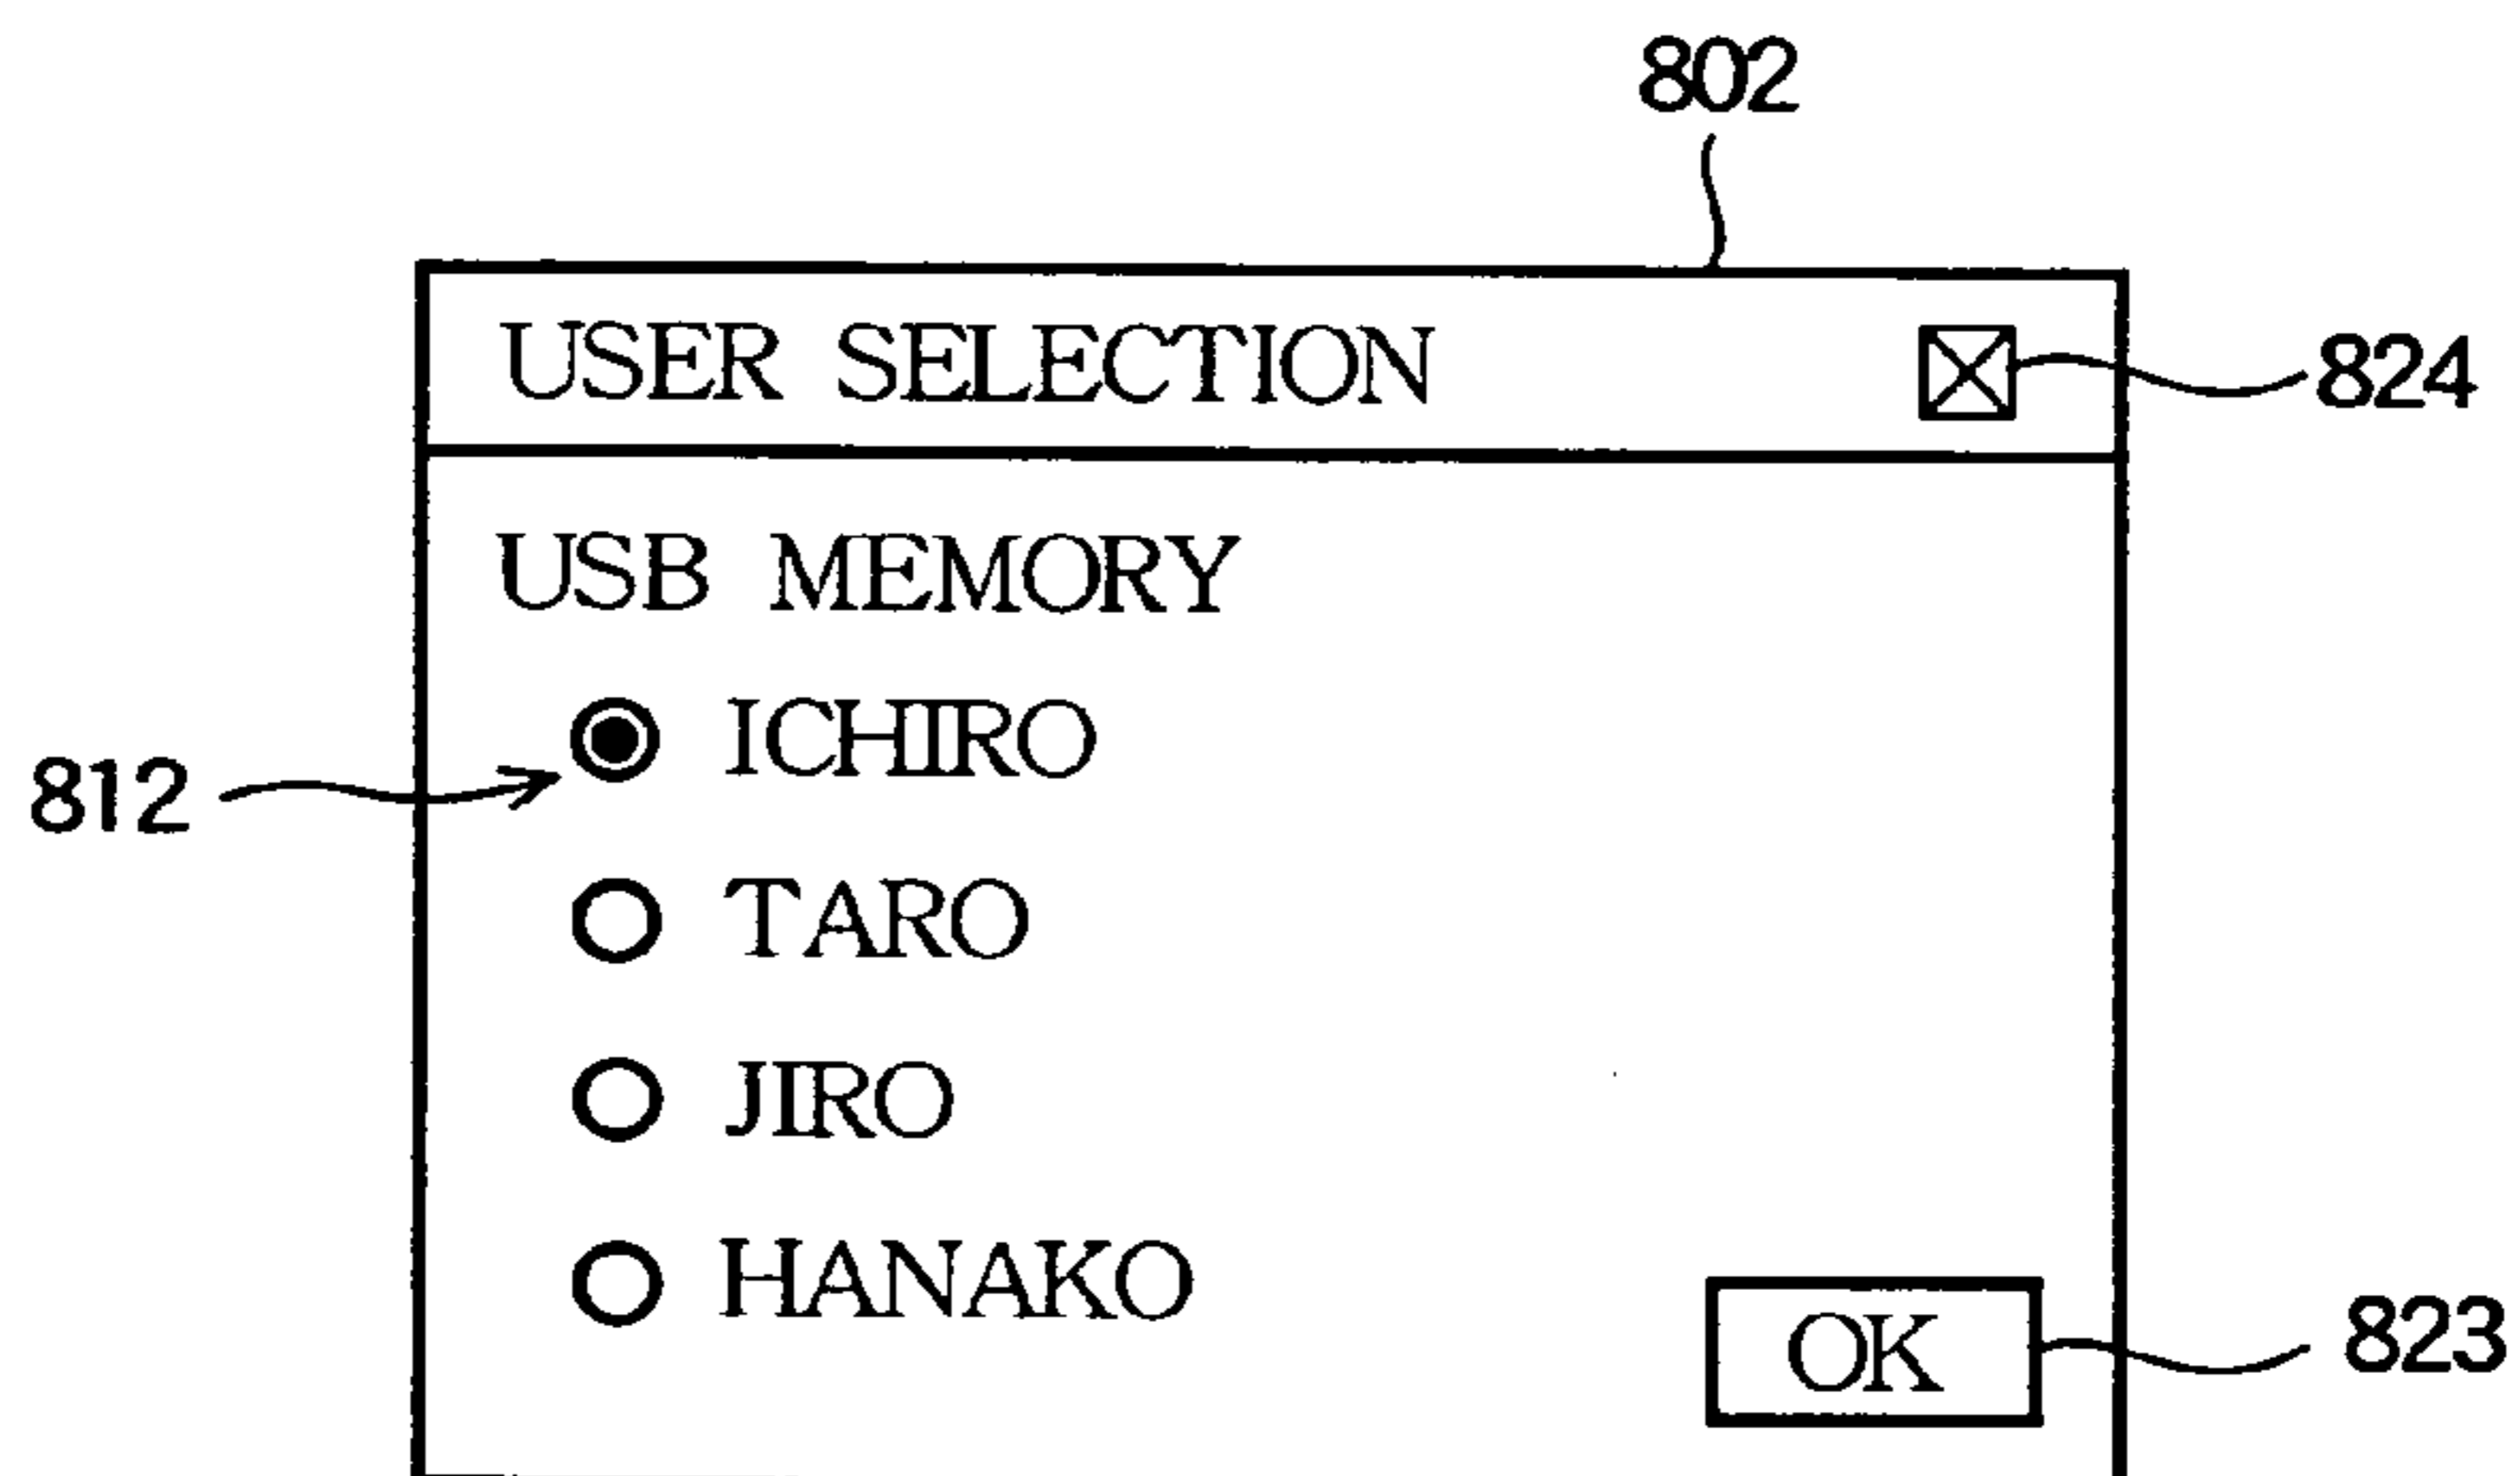 802
USER SELECTION
824
USB MEMORY
ICHIRO
812
TARO
JIRO
HANAKO
OK
823